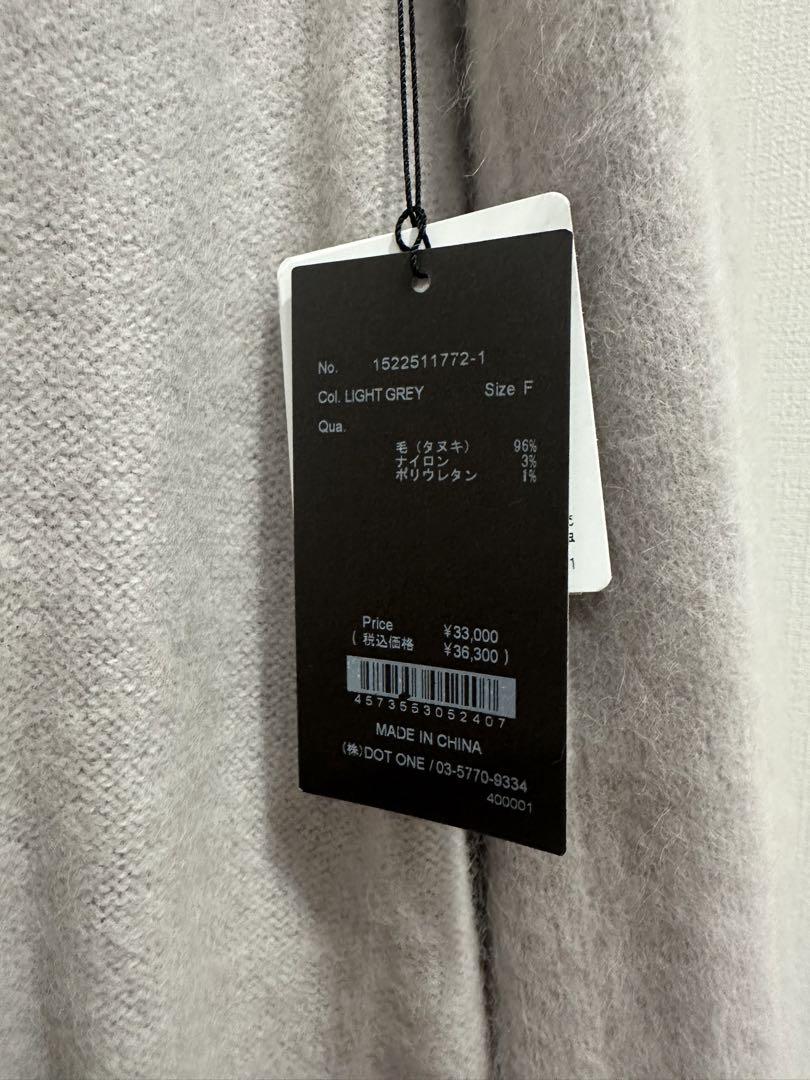 No. 1522511772-1
Col. LIGHT GREY Size F
Qua.
毛（タヌキ） 96%
ナイロン 3%
ポリウレタン 1%
Price ¥33,000
( 税込価格 ¥36,300 )
4573553052407
MADE IN CHINA
(株)DOT ONE / 03-5770-9334
400001
1